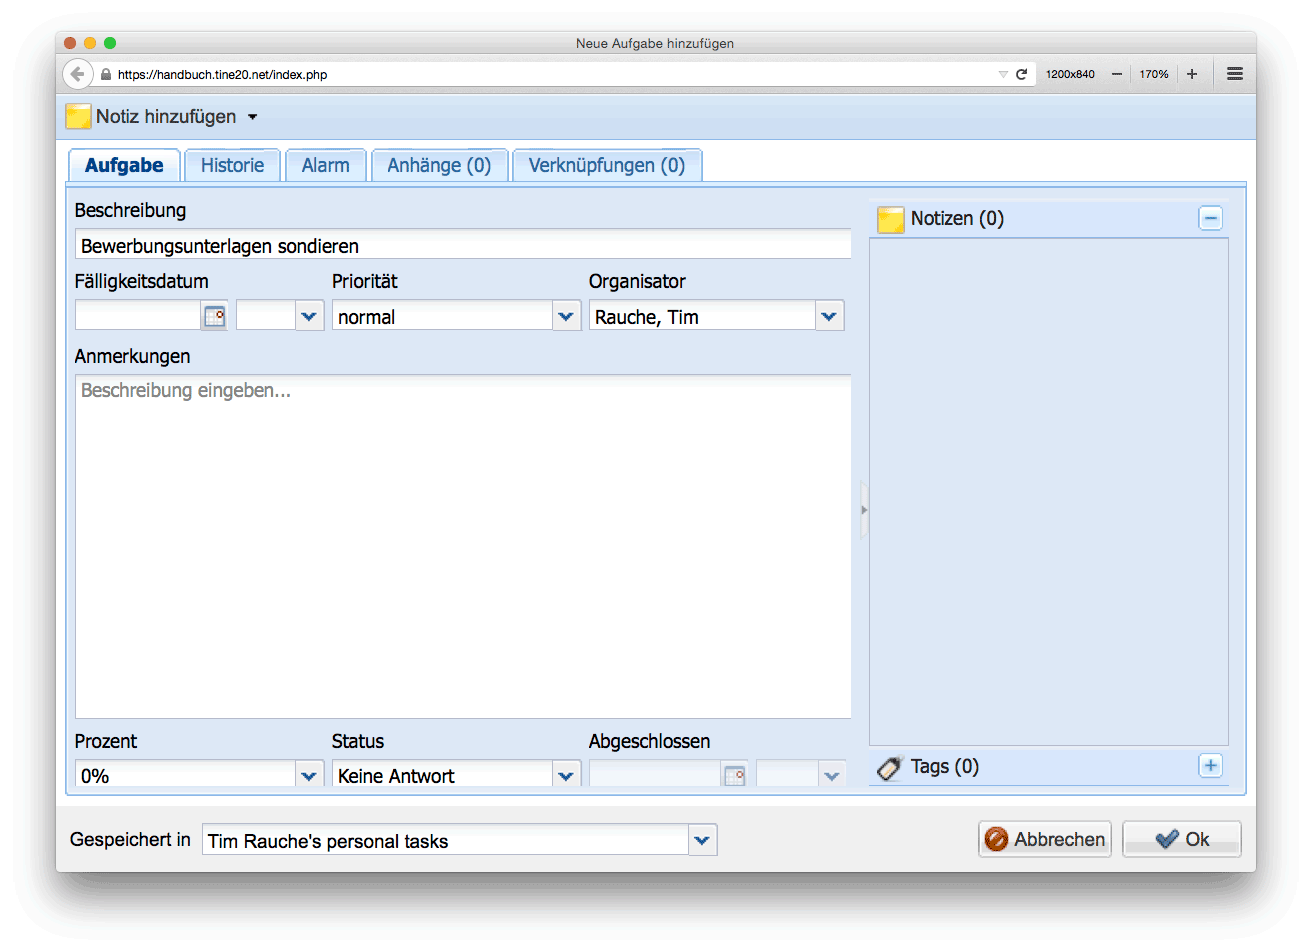 Neue Aufgabe hinzufügen
https://handbuch.tine20.net/index.php 1200x840 170%
Notiz hinzufügen
Aufgabe Historie Alarm Anhänge (0) Verknüpfungen (0)
Beschreibung
Bewerbungsunterlagen sondieren
Fälligkeitsdatum Priorität Organisator
normal Rauche, Tim
Anmerkungen
Beschreibung eingeben...
Prozent Status Abgeschlossen
0% Keine Antwort
Notizen (0)
Tags (0)
Gespeichert in Tim Rauche's personal tasks Abbrechen Ok